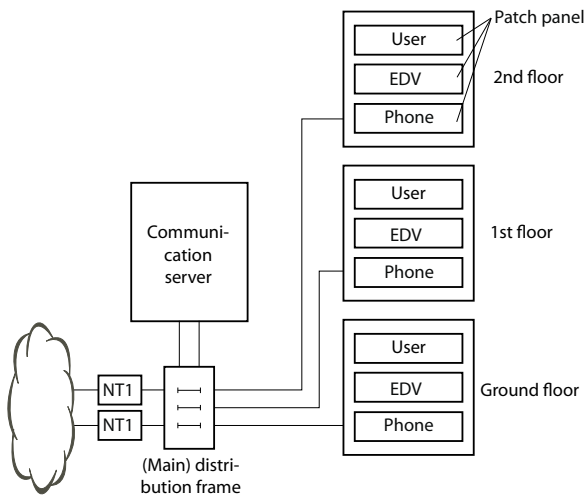 Patch panel
User
EDV
Phone
2nd floor
User
EDV
Phone
1st floor
Communi-
cation
server
User
EDV
Phone
Ground floor
NT1
NT1
(Main) distri-
bution frame